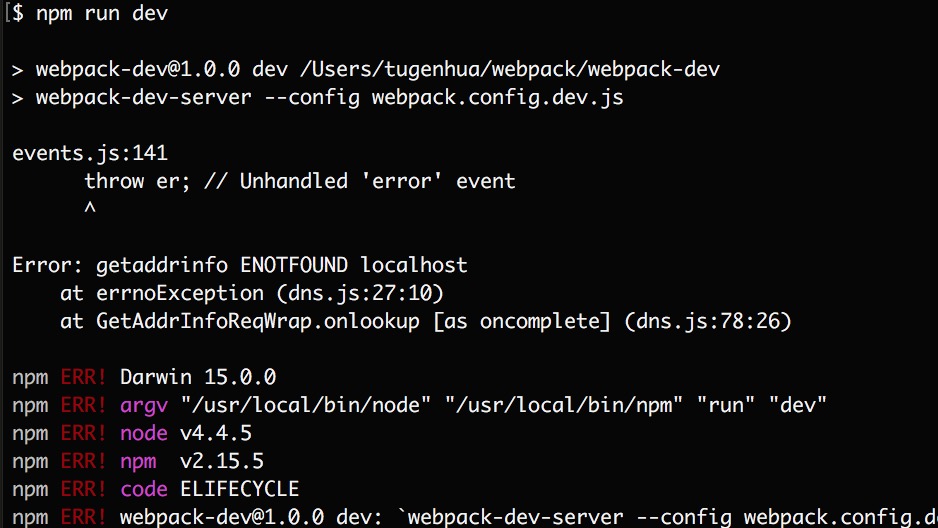 [$ npm run dev
> webpack-dev@1.0.0 dev /Users/tugenhua/webpack/webpack-dev
> webpack-dev-server --config webpack.config.dev.js
events.js:141
throw er; // Unhandled 'error' event
^
Error: getaddrinfo ENOTFOUND localhost
at errnoException (dns.js:27:10)
at GetAddrInfoReqWrap.onlookup [as oncomplete] (dns.js:78:26)
npm ERR! Darwin 15.0.0
npm ERR! argv "/usr/local/bin/node" "/usr/local/bin/npm" "run" "dev"
npm ERR! node v4.4.5
npm ERR! npm  v2.15.5
npm ERR! code ELIFECYCLE
npm ERR! webpack-dev@1.0.0 dev: `webpack-dev-server --config webpack.config.d